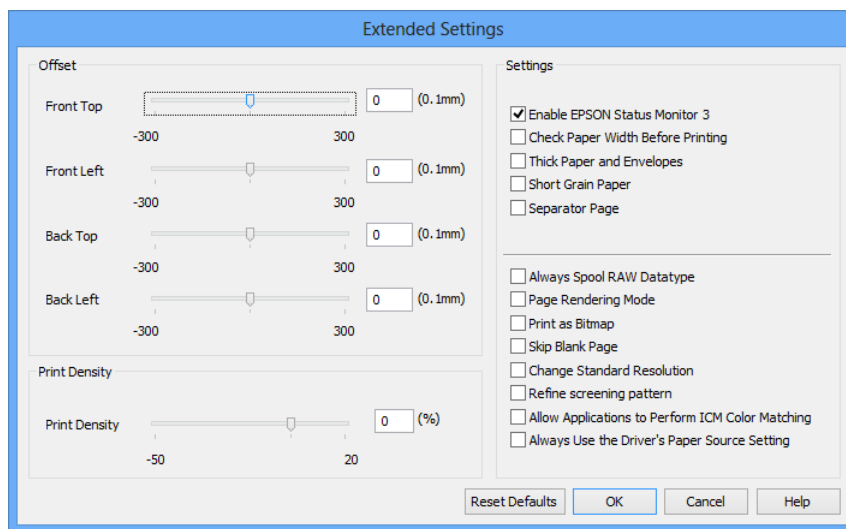 Extended Settings
Offset
Front Top 0 (0.1mm)
-300 300
Front Left 0 (0.1mm)
-300 300
Back Top 0 (0.1mm)
-300 300
Back Left 0 (0.1mm)
-300 300
Print Density
Print Density 0 (%)
-50 20
Settings
Enable EPSON Status Monitor 3
Check Paper Width Before Printing
Thick Paper and Envelopes
Short Grain Paper
Separator Page
Always Spool RAW Datatype
Page Rendering Mode
Print as Bitmap
Skip Blank Page
Change Standard Resolution
Refine screening pattern
Allow Applications to Perform ICM Color Matching
Always Use the Driver's Paper Source Setting
Reset Defaults OK Cancel Help